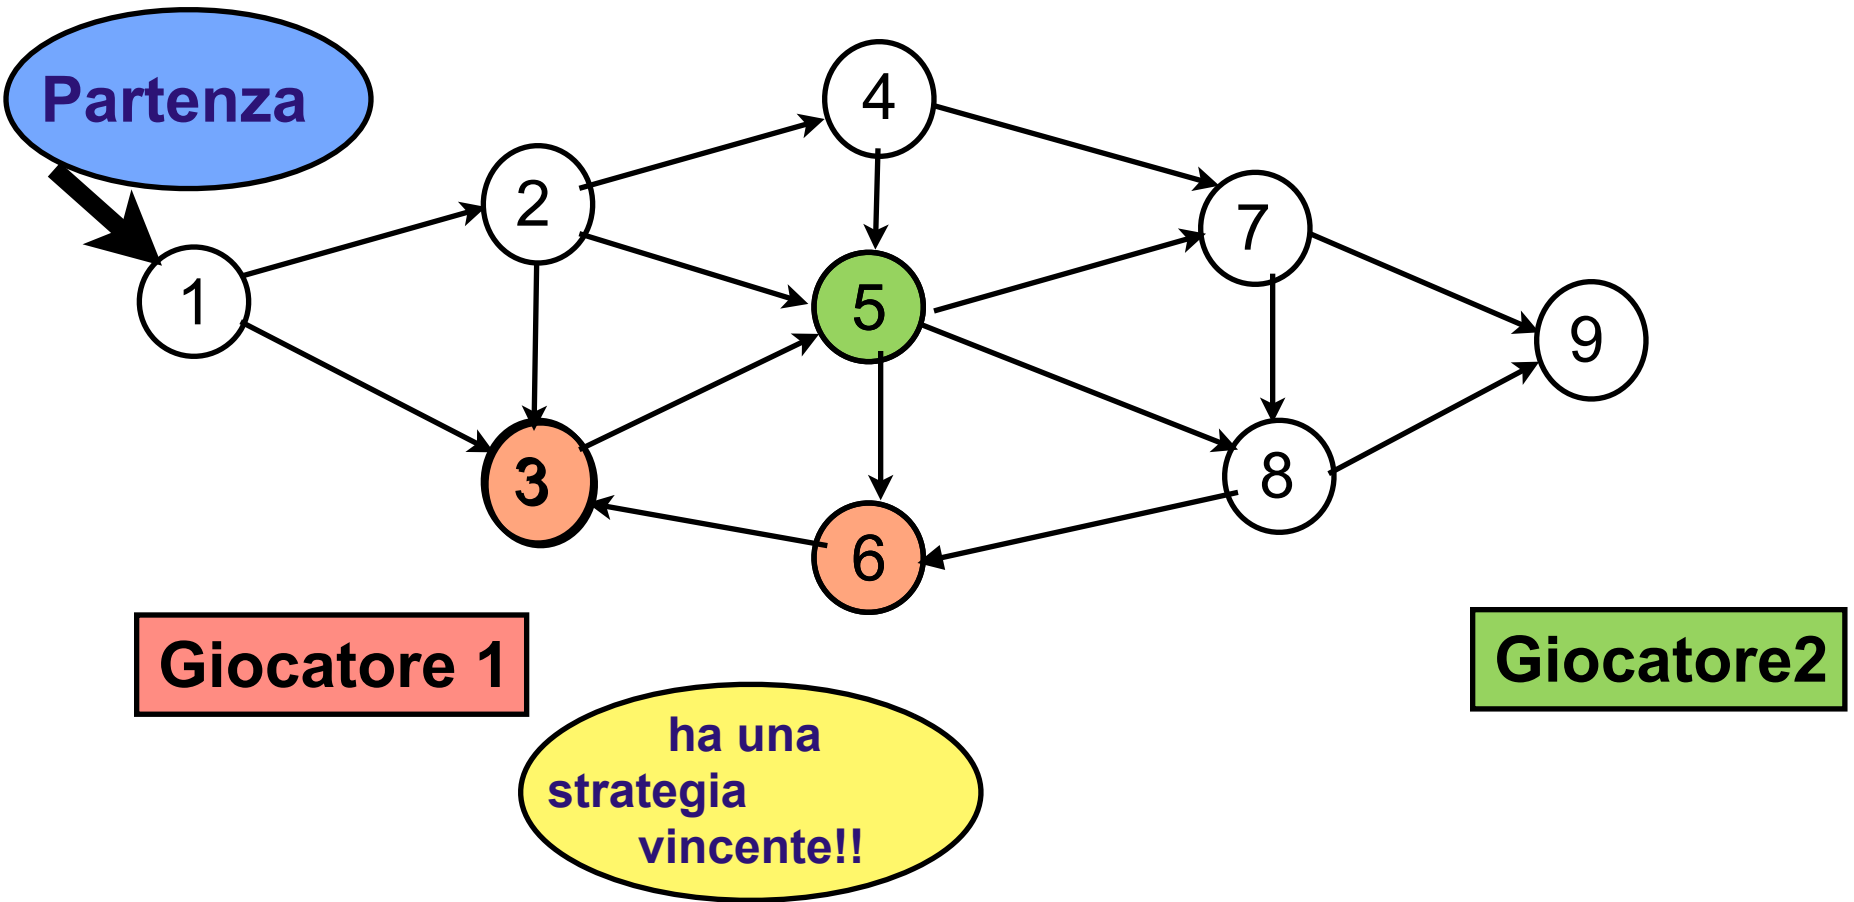 Partenza
4
2
7
1
5
9
3
8
6
Giocatore 1
Giocatore2
ha una
strategia
vincente!!